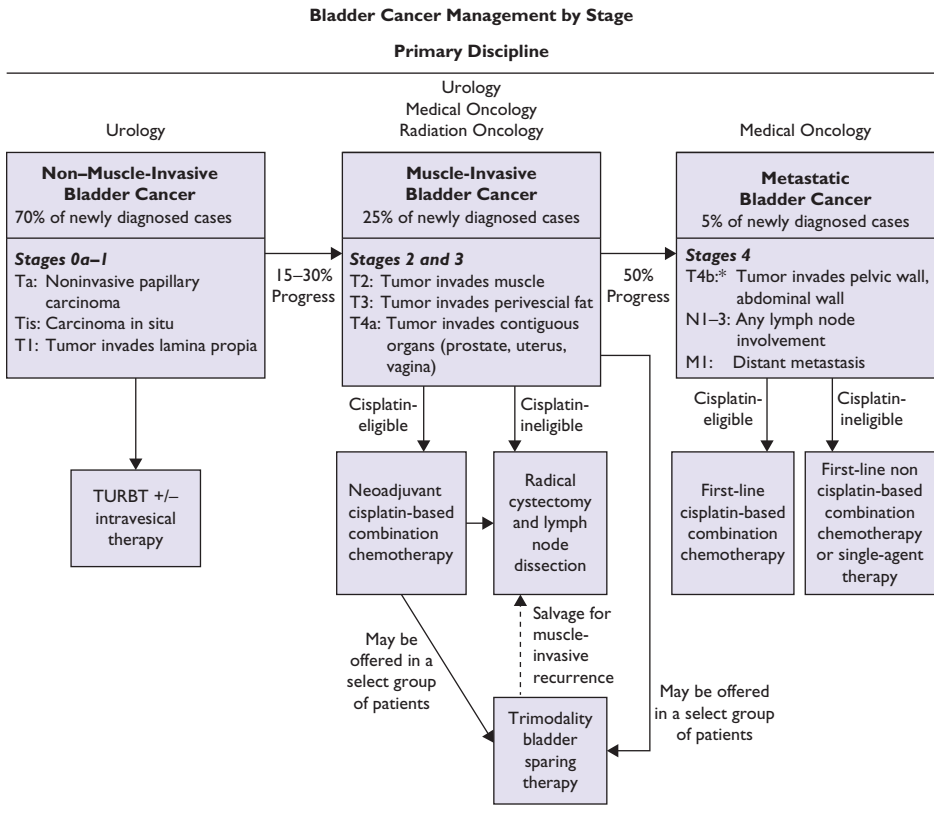 Bladder Cancer Management by Stage
Primary Discipline
Urology
Urology
Medical Oncology
Radiation Oncology
Medical Oncology
Non–Muscle-Invasive
Bladder Cancer
70% of newly diagnosed cases
Stages 0a–1
Ta: Noninvasive papillary
carcinoma
Tis: Carcinoma in situ
T1: Tumor invades lamina propia
15–30%
Progress
Muscle-Invasive
Bladder Cancer
25% of newly diagnosed cases
Stages 2 and 3
T2: Tumor invades muscle
T3: Tumor invades perivescial fat
T4a: Tumor invades contiguous
organs (prostate, uterus,
vagina)
50%
Progress
Metastatic
Bladder Cancer
5% of newly diagnosed cases
Stages 4
T4b:* Tumor invades pelvic wall,
abdominal wall
N1–3: Any lymph node
involvement
M1: Distant metastasis
TURBT +/–
intravesical
therapy
Cisplatin-
eligible
Cisplatin-
ineligible
Neoadjuvant
cisplatin-based
combination
chemotherapy
Radical
cystectomy
and lymph
node
dissection
May be
offered in a
select group
of patients
Salvage for
muscle-
invasive
recurrence
Trimodality
bladder
sparing
therapy
May be offered
in a select group
of patients
Cisplatin-
eligible
Cisplatin-
ineligible
First-line
cisplatin-based
combination
chemotherapy
First-line non
cisplatin-based
combination
chemotherapy
or single-agent
therapy